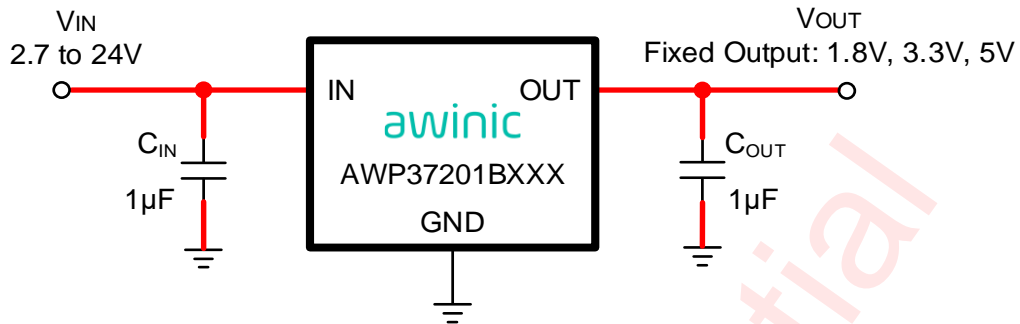 VIN
2.7 to 24V
VOUT
Fixed Output: 1.8V, 3.3V, 5V
IN
OUT
awinic
AWP37201BXXX
GND
CIN
1µF
COUT
1µF
tial